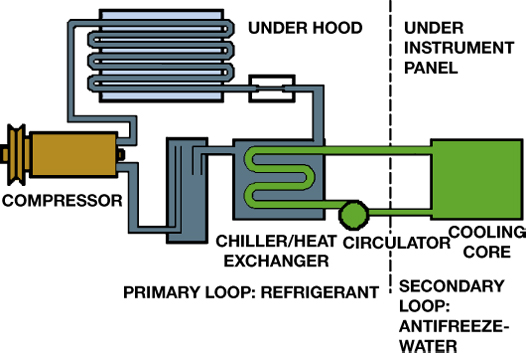 UNDER HOOD
UNDER
INSTRUMENT
PANEL
COMPRESSOR
CHILLER/HEAT
EXCHANGER
CIRCULATOR
COOLING
CORE
PRIMARY LOOP: REFRIGERANT
SECONDARY
LOOP:
ANTIFREEZE-
WATER